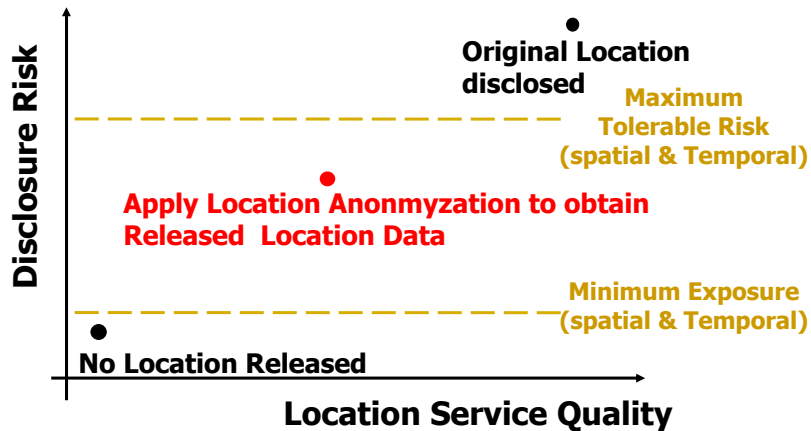 Disclosure Risk
Original Location
disclosed
Maximum
Tolerable Risk
(spatial & Temporal)
Apply Location Anonmyzation to obtain
Released Location Data
Minimum Exposure
(spatial & Temporal)
No Location Released
Location Service Quality